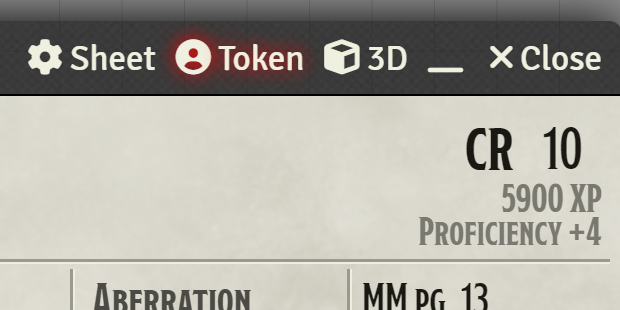 Sheet Token 3D Close
CR 10
5900 XP
Proficiency +4
Aberration MM pg. 13